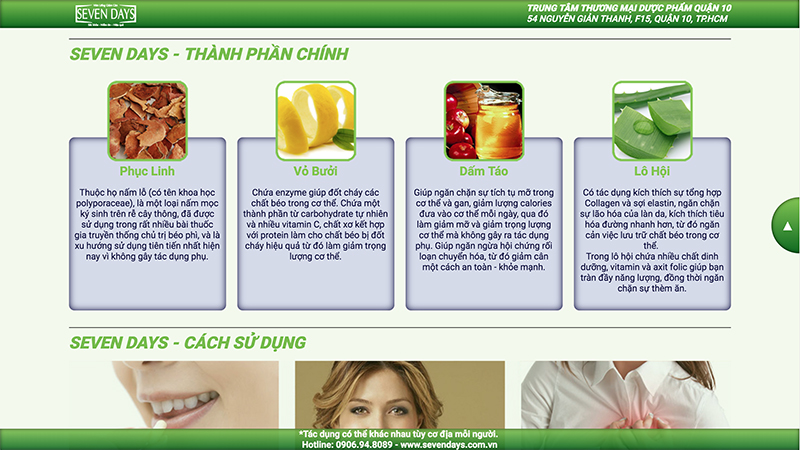 SEVEN DAYS
TRUNG TÂM THƯƠNG MẠI DƯỢC PHẨM QUẬN 10
54 NGUYỄN GIẢN THANH, F15, QUẬN 10, TP.HCM
SEVEN DAYS - THÀNH PHẦN CHÍNH
Phục Linh
Thuộc họ nấm lỗ (có tên khoa học
polyporaceae), là một loại nấm mọc
ký sinh trên rễ cây thông, đã được
sử dụng trong rất nhiều bài thuốc
gia truyền thống chủ trị béo phì, và là
xu hướng sử dụng tiên tiến nhất hiện
nay vì không gây tác dụng phụ.
Vỏ Bưởi
Chứa enzyme giúp đốt cháy các
chất béo trong cơ thể. Chứa một
thành phần từ carbohydrate tự nhiên
và nhiều vitamin C, chất xơ kết hợp
với protein làm cho chất béo bị đốt
cháy hiệu quả từ đó làm giảm trọng
lượng cơ thể.
Dấm Táo
Giúp ngăn chặn sự tích tụ mỡ trong
cơ thể và gan, giảm lượng calories
đưa vào cơ thể mỗi ngày, qua đó
làm giảm mỡ và giảm trọng lượng
cơ thể mà không gây ra tác dụng
phụ. Giúp ngăn ngừa hội chứng rối
loạn chuyển hóa, từ đó giảm cân
một cách an toàn - khỏe mạnh.
Lô Hội
Có tác dụng kích thích sự tổng hợp
Collagen và sợi elastin, ngăn chặn
sự lão hóa của làn da, kích thích tiêu
hóa đường nhanh hơn, từ đó ngăn
cản việc lưu trữ chất béo trong cơ
thể.
Trong lô hội chứa nhiều chất dinh
dưỡng, vitamin và axit folic giúp bạn
tràn đầy năng lượng, đồng thời ngăn
chặn sự thèm ăn.
SEVEN DAYS - CÁCH SỬ DỤNG
*Tác dụng có thể khác nhau tùy cơ địa mỗi người.
Hotline: 0906.94.8089 - www.sevendays.com.vn